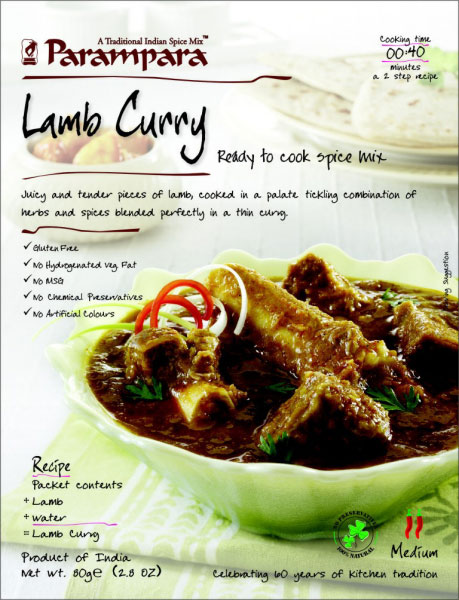 A Traditional Indian Spice Mix™
Parampara
Cooking time
00:40
minutes
a 2 step recipe
Lamb Curry
Ready to cook spice mix
Juicy and tender pieces of lamb, cooked in a palate tickling combination of
herbs and spices blended perfectly in a thin curry.
✓ Gluten Free
✓ No Hydrogenated Veg. Fat
✓ No MSG
✓ No Chemical Preservatives
✓ No Artificial Colours
Suggestion
Recipe
Packet contents
+ Lamb
+ water
= Lamb Curry
Product of India
Net wt. 80g℮ (2.8 OZ)
NO PRESERVATIVES
100% NATURAL
Medium
Celebrating 60 years of kitchen tradition